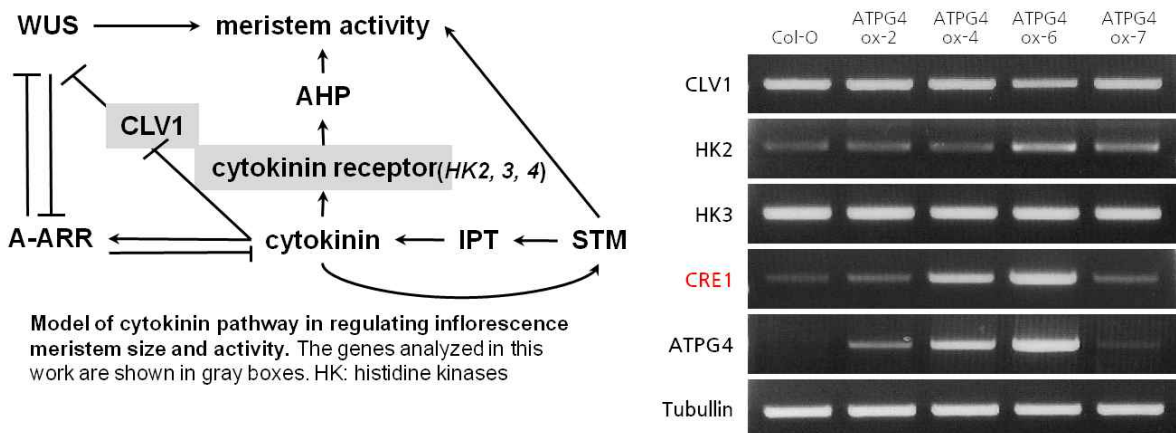 WUS
meristem activity
AHP
CLV1
cytokinin receptor(HK2, 3, 4)
A-ARR
cytokinin
IPT
STM
Model of cytokinin pathway in regulating inflorescence
meristem size and activity. The genes analyzed in this
work are shown in gray boxes. HK: histidine kinases
Col-O
ATPG4
ox-2
ATPG4
ox-4
ATPG4
ox-6
ATPG4
ox-7
CLV1
HK2
HK3
CRE1
ATPG4
Tubullin